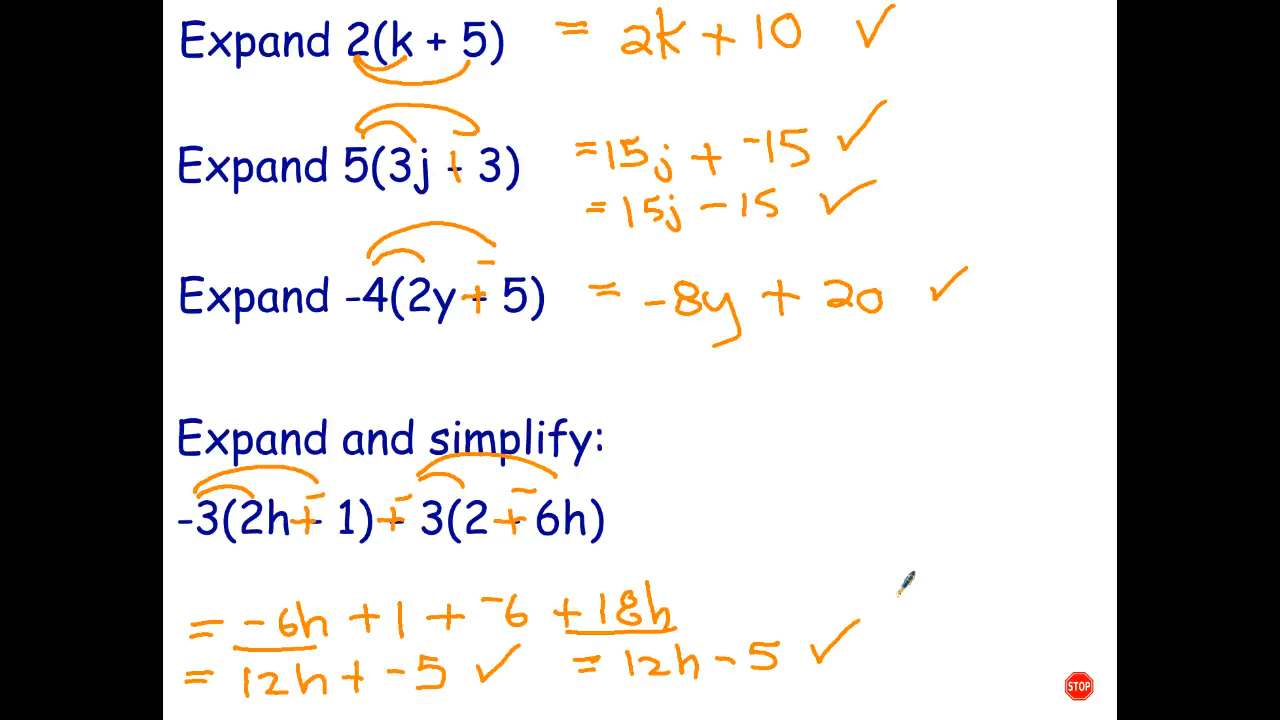 Expand 2(k + 5) = 2k + 10 ✓
Expand 5(3j - 3) = 15j + ⁻15 ✓
= 15j - 15 ✓
Expand -4(2y + ⁻5) = -8y + 20 ✓
Expand and simplify:
-3(2h + ⁻1) + ⁻3(2 + ⁻6h)
= -6h + 1 + ⁻6 + 18h
= 12h + -5 ✓ = 12h - 5 ✓
STOP